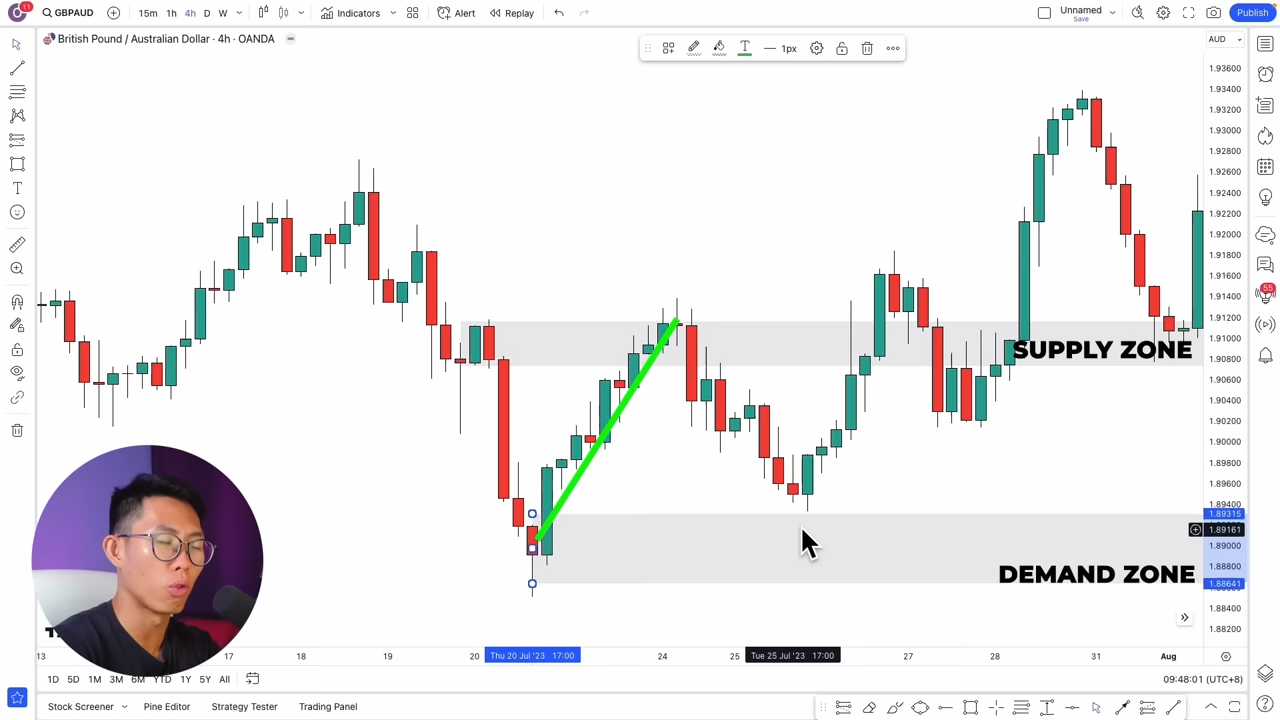 11
GBPAUD
15m 1h 4h D W
Indicators
Alert
Replay
Unnamed
Save
Publish
British Pound / Australian Dollar · 4h · OANDA
1px
AUD
1.93600
1.93400
1.93200
1.93000
1.92800
1.92600
1.92400
1.92200
1.92000
1.91800
1.91600
1.91400
1.91200
1.91000
1.90800
1.90600
1.90400
1.90200
1.90000
1.89800
1.89600
1.89400
1.89315
1.89161
1.89000
1.88800
1.88641
1.88400
1.88200
55
SUPPLY ZONE
DEMAND ZONE
13 17 18 19 20 Thu 20 Jul '23 17:00 24 25 Tue 25 Jul '23 17:00 27 28 31 Aug
1D 5D 1M 3M 6M YTD 1Y 5Y All
09:48:01 (UTC+8)
Stock Screener
Pine Editor
Strategy Tester
Trading Panel